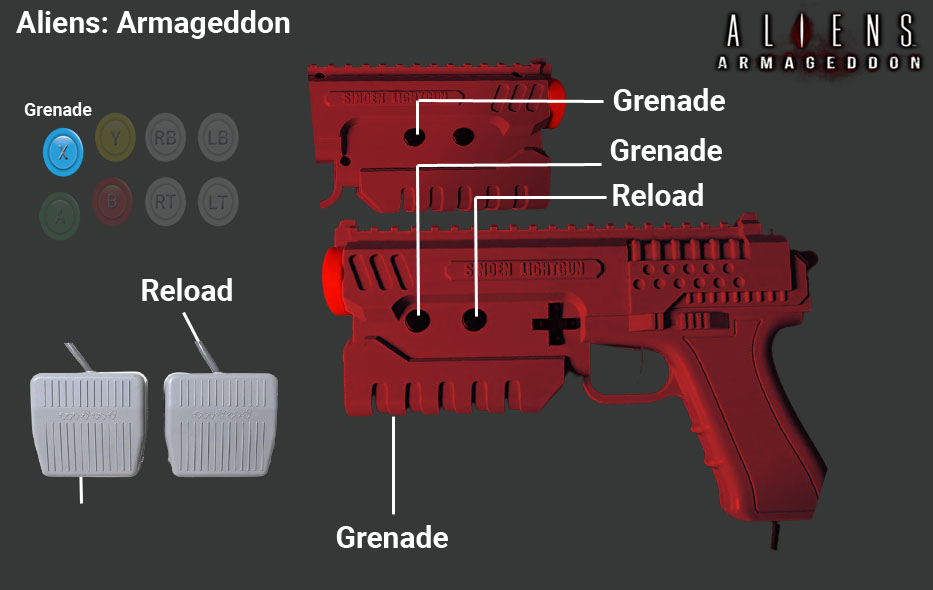 Aliens: Armageddon
ALIENS
ARMAGEDDON
Grenade
X
Y
RB
LB
A
B
RT
LT
SINDEN LIGHTGUN
Grenade
Grenade
Reload
SINDEN LIGHTGUN
Reload
Grenade